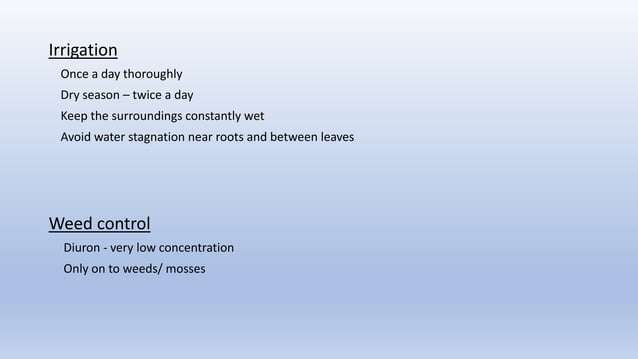 Irrigation
Once a day thoroughly
Dry season – twice a day
Keep the surroundings constantly wet
Avoid water stagnation near roots and between leaves
Weed control
Diuron - very low concentration
Only on to weeds/ mosses